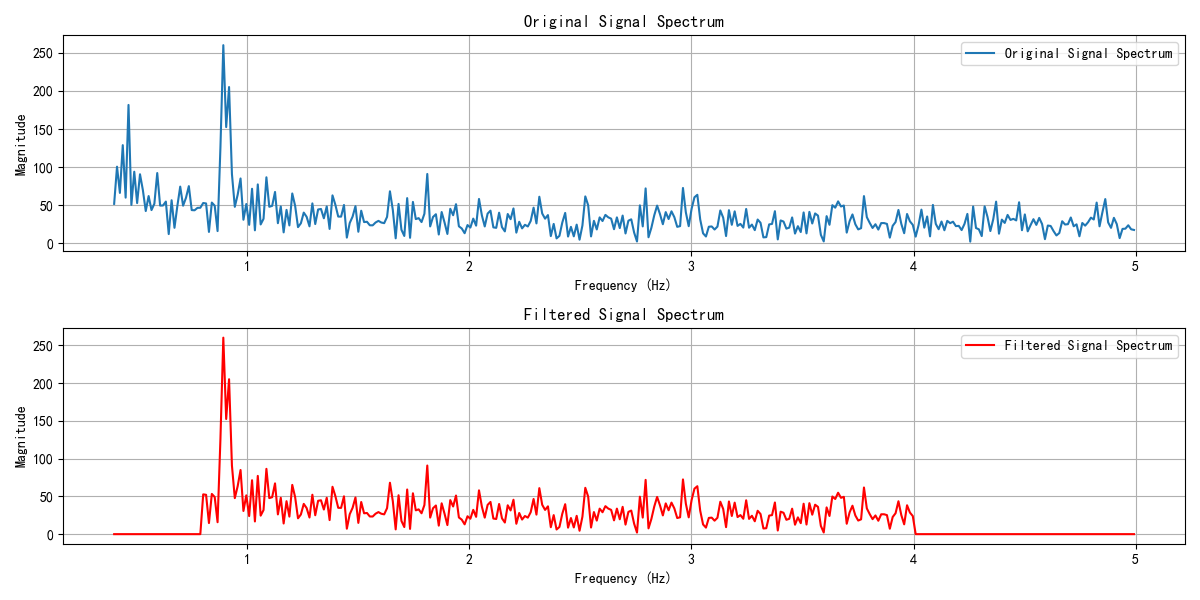 Original Signal Spectrum
Original Signal Spectrum
Magnitude
250
200
150
100
50
0
1
2
3
4
5
Frequency (Hz)
Filtered Signal Spectrum
Filtered Signal Spectrum
Magnitude
250
200
150
100
50
0
1
2
3
4
5
Frequency (Hz)